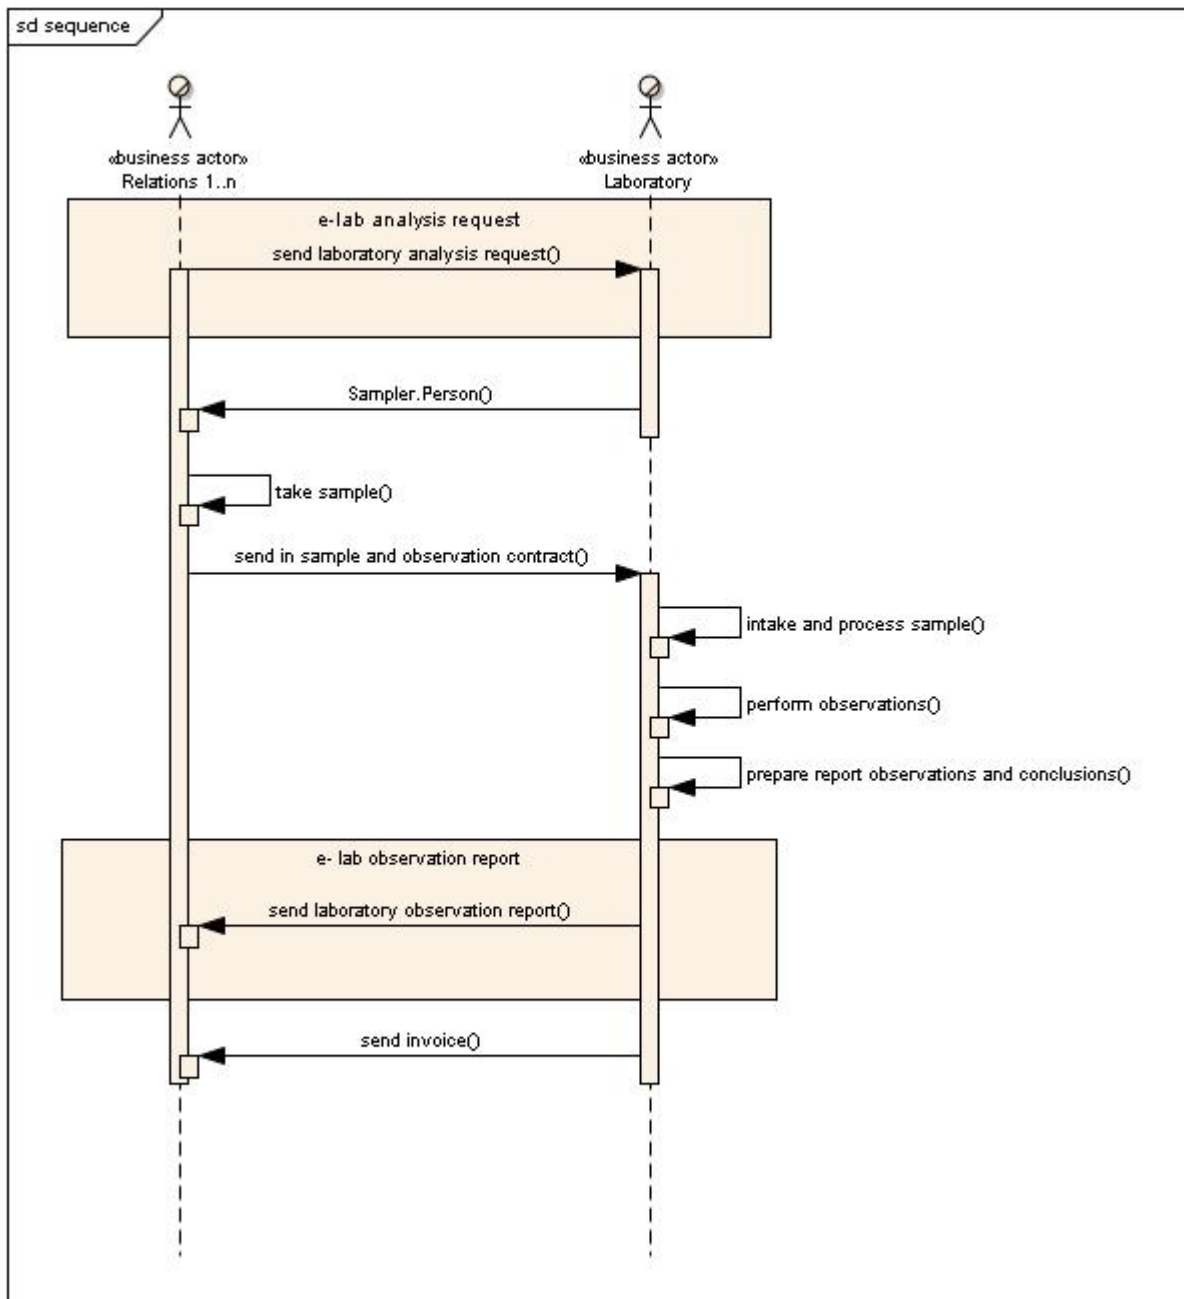 sd sequence
«business actor»
Relations 1..n
«business actor»
Laboratory
e-lab analysis request
send laboratory analysis request()
Sampler.Person()
take sample()
send in sample and observation contract()
intake and process sample()
perform observations()
prepare report observations and conclusions()
e- lab observation report
send laboratory observation report()
send invoice()